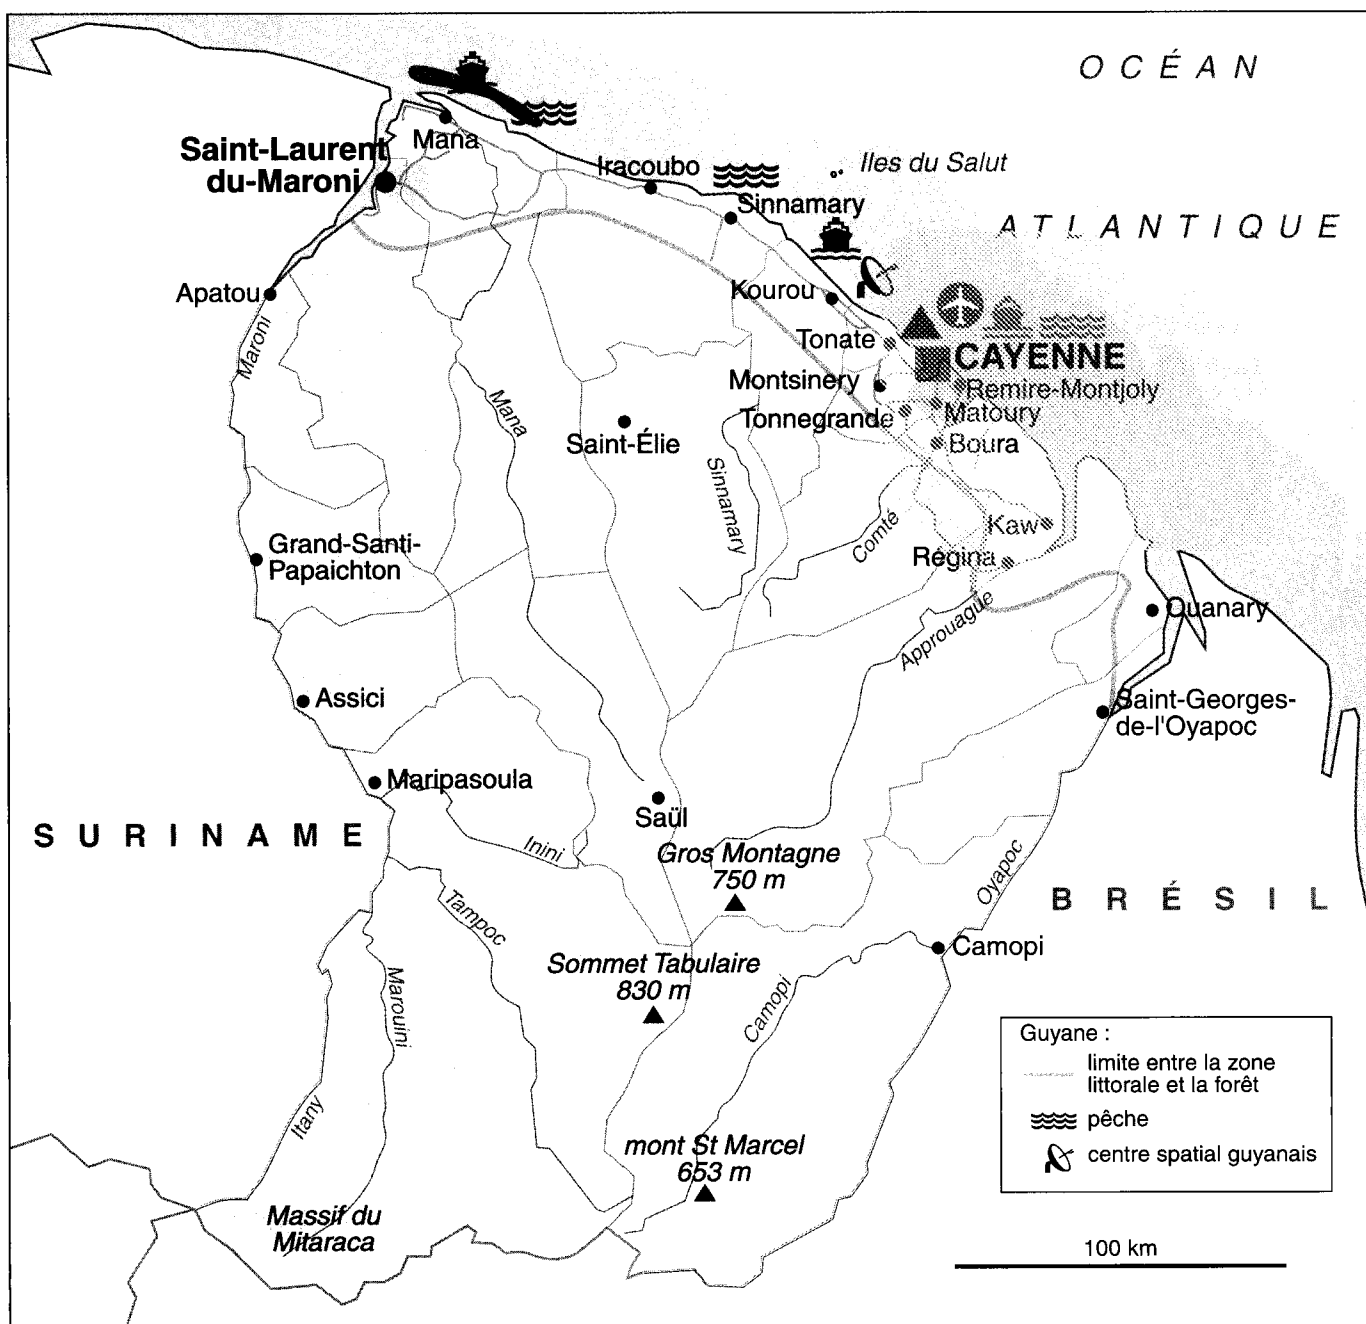 OCÉAN
Mana
Saint-Laurent
du-Maroni
Iracoubo
Iles du Salut
Sinnamary
ATLANTIQUE
Apatou
Kourou
Maroni
Tonate
CAYENNE
Montsinery
Remire-Montjoly
Mana
Tonnegrande
Matoury
Saint-Élie
Boura
Sinnamary
Comté
Kaw
Grand-Santi-
Papaichton
Régina
Approuague
Ouanary
Assici
Saint-Georges-
de-l'Oyapoc
Maripasoula
Saül
SURINAME
Inini
Gros Montagne
750 m
Oyapoc
BRÉSIL
Tampoc
Camopi
Sommet Tabulaire
830 m
Marouini
Camopi
Guyane :
limite entre la zone
littorale et la forêt
pêche
centre spatial guyanais
Itany
mont St Marcel
653 m
Massif du
Mitaraca
100 km